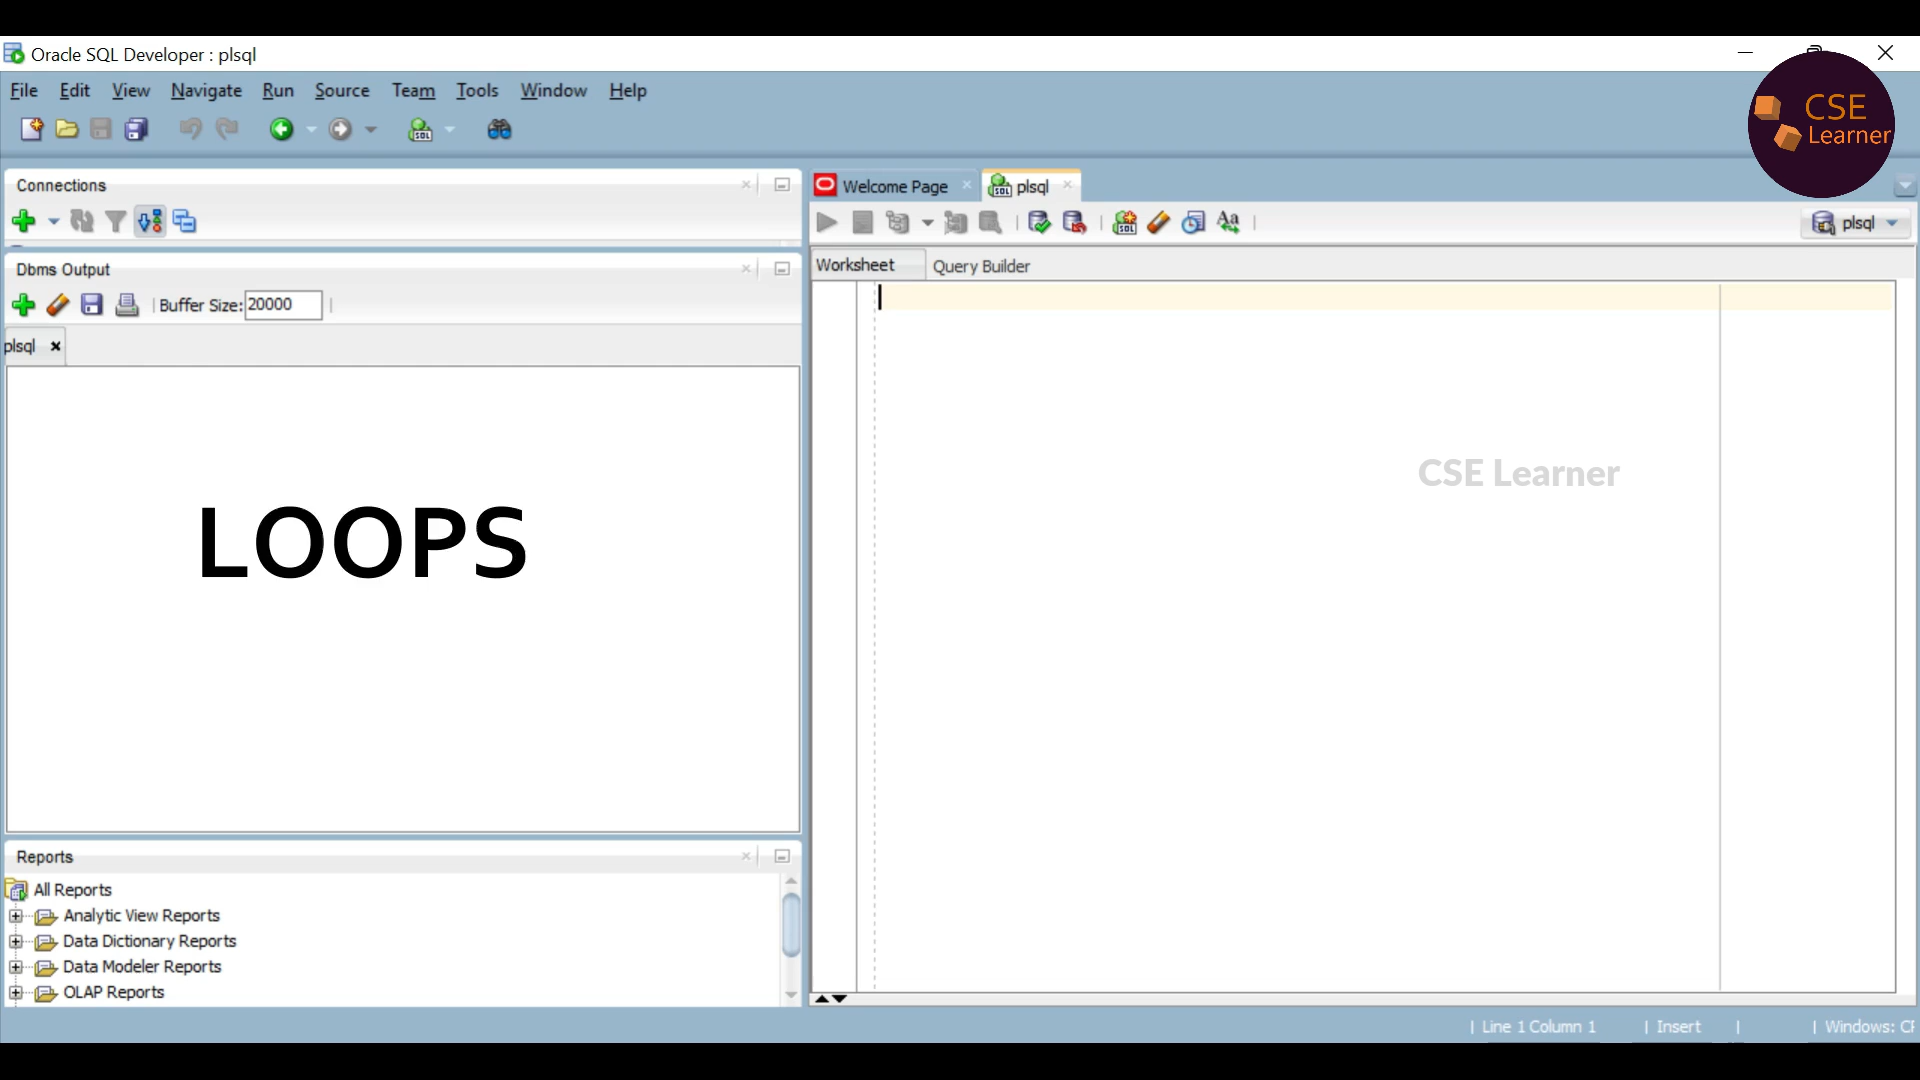 Oracle SQL Developer : plsql
File Edit View Navigate Run Source Team Tools Window Help
CSE
Learner
Connections
Welcome Page
plsql
plsql
Dbms Output
Worksheet
Query Builder
Buffer Size: 20000
plsql
CSE Learner
LOOPS
Reports
All Reports
Analytic View Reports
Data Dictionary Reports
Data Modeler Reports
OLAP Reports
Line 1 Column 1
Insert
Windows: